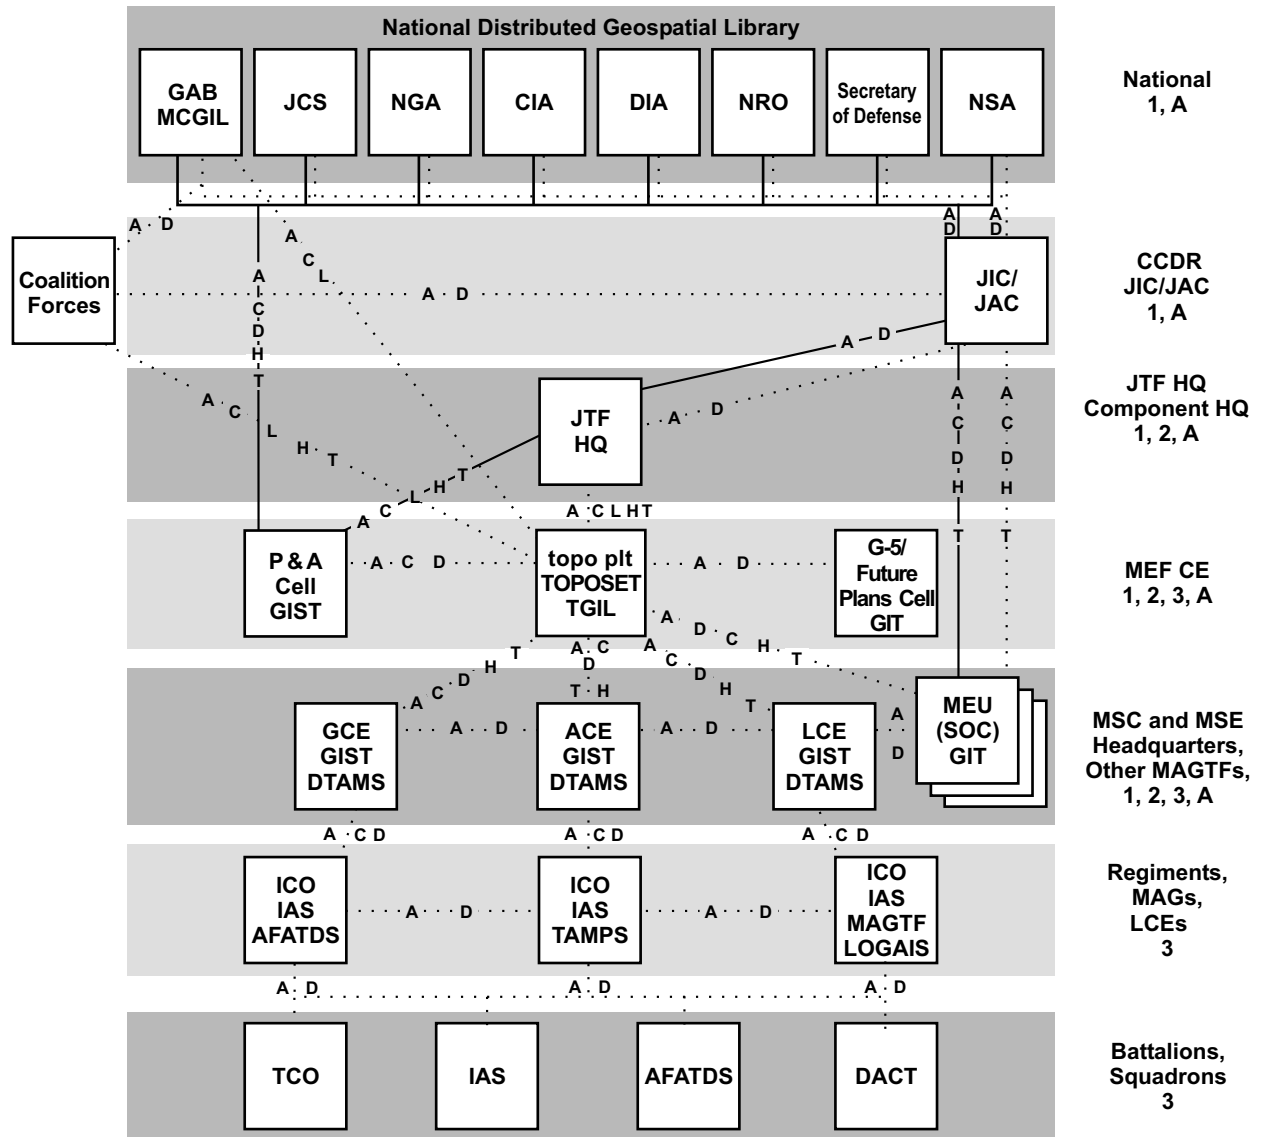 National Distributed Geospatial Library
GAB
MCGIL
JCS
NGA
CIA
DIA
NRO
Secretary
of Defense
NSA
National
1, A
A D
A
C
L
A
D
A
D
Coalition
Forces
A
C
D
H
T
A D
JIC/
JAC
CCDR
JIC/JAC
1, A
A D
A
C
L
H
T
JTF
HQ
A D
A
C
D
H
T
A
C
D
H
T
JTF HQ
Component HQ
1, 2, A
A C L H T
A C L H T
P & A
Cell
GIST
A C D
topo plt
TOPOSET
TGIL
A D
G-5/
Future
Plans Cell
GIT
MEF CE
1, 2, 3, A
A C D H T
A C
D
T H
A
C
D
H
T
A
D
C
H
T
GCE
GIST
DTAMS
A D
ACE
GIST
DTAMS
A D
LCE
GIST
DTAMS
A
D
MEU
(SOC)
GIT
MSC and MSE
Headquarters,
Other MAGTFs,
1, 2, 3, A
A C D
A C D
A C D
ICO
IAS
AFATDS
A D
ICO
IAS
TAMPS
A D
ICO
IAS
MAGTF
LOGAIS
Regiments,
MAGs,
LCEs
3
A D
A D
A D
TCO
IAS
AFATDS
DACT
Battalions,
Squadrons
3